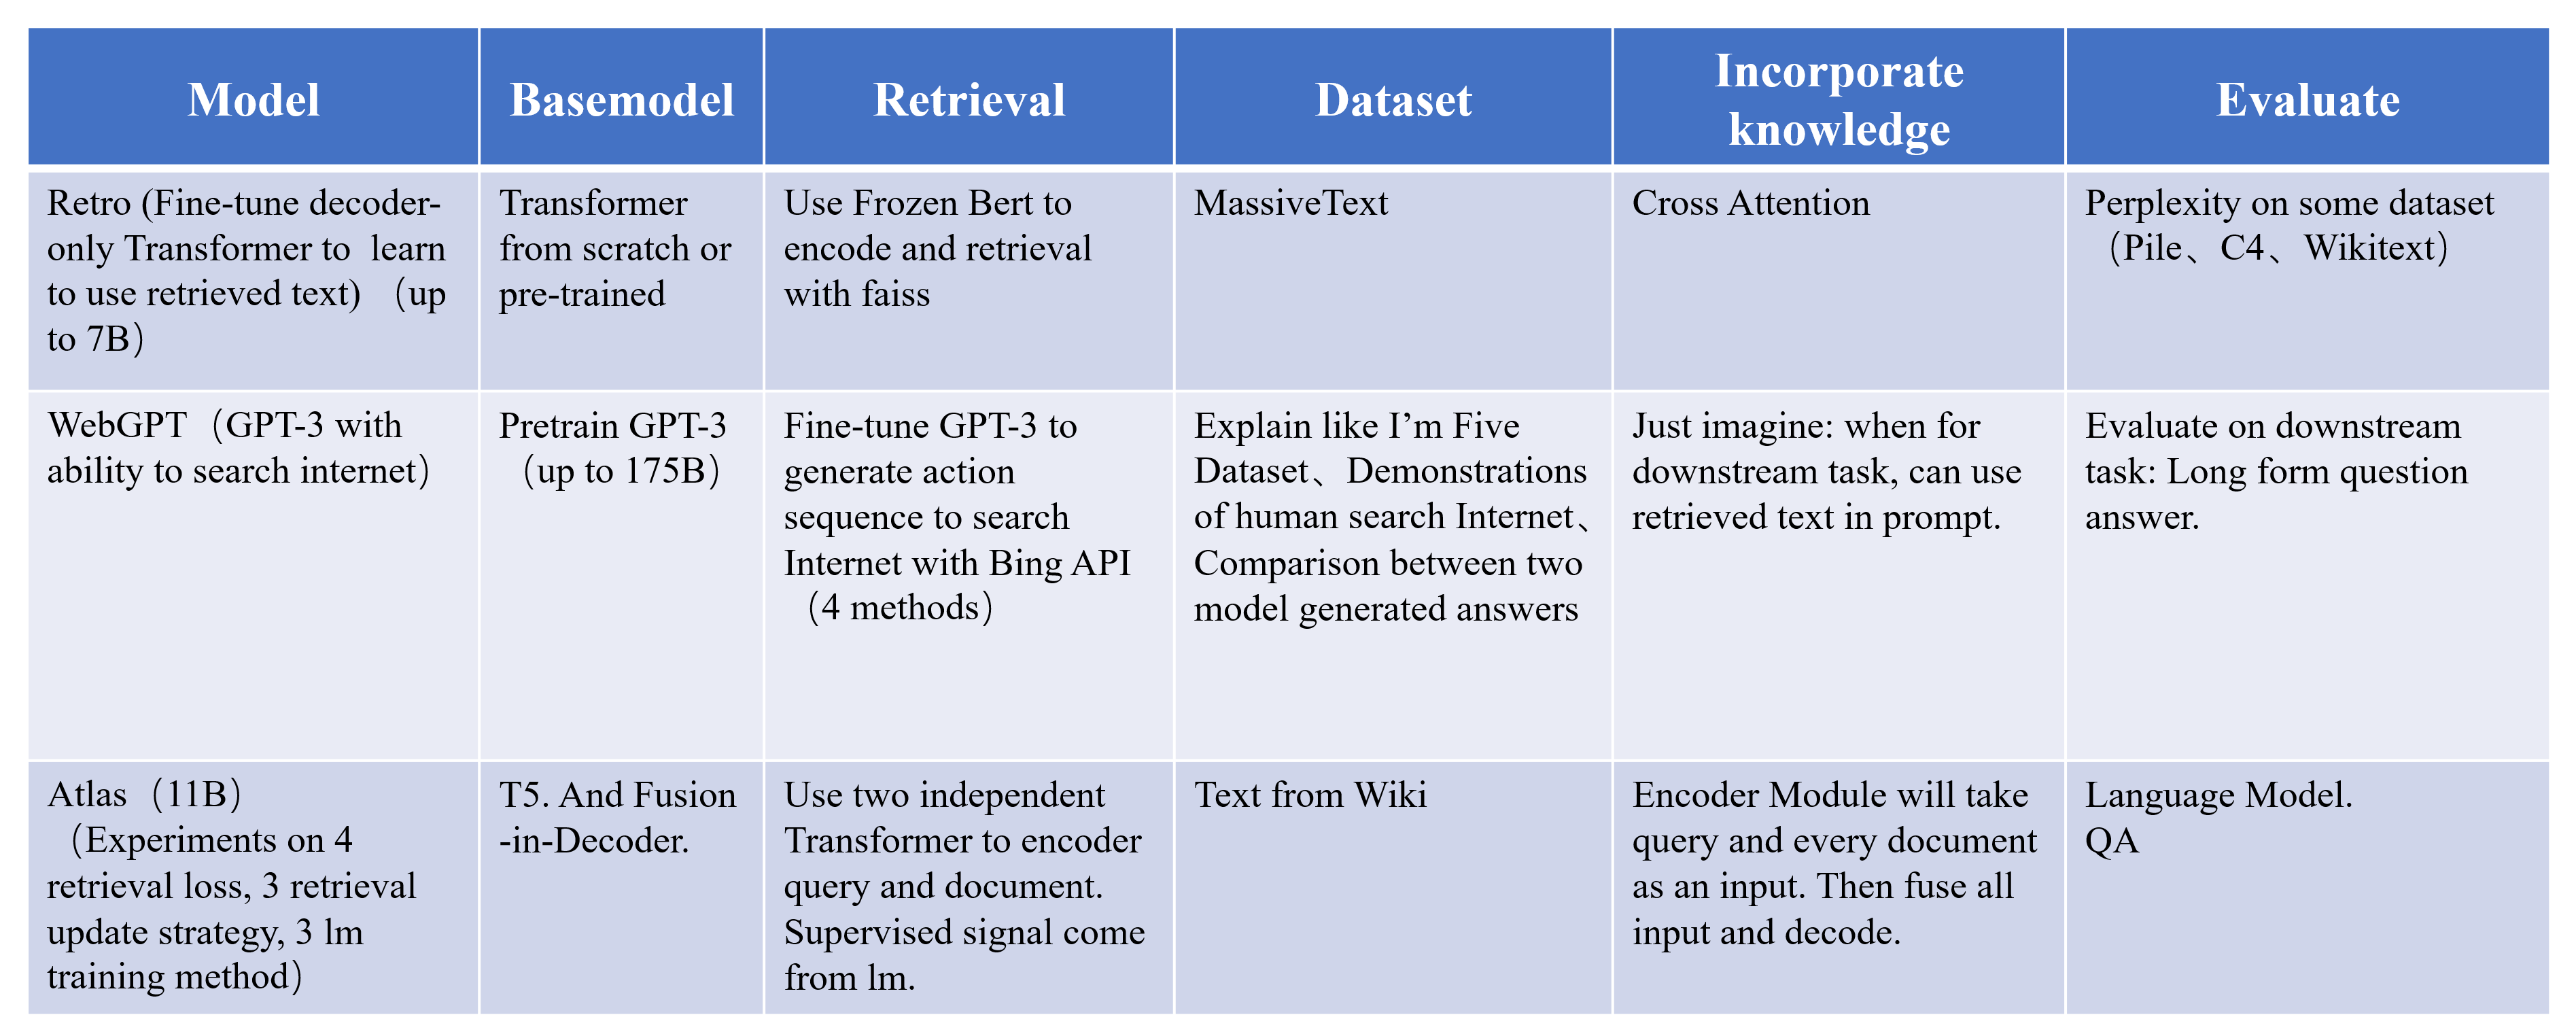 Model
Basemodel
Retrieval
Dataset
Incorporate
knowledge
Evaluate
Retro (Fine-tune decoder-
only Transformer to  learn
to use retrieved text) （up
to 7B）
Transformer
from scratch or
pre-trained
Use Frozen Bert to
encode and retrieval
with faiss
MassiveText
Cross Attention
Perplexity on some dataset
（Pile、C4、Wikitext）
WebGPT（GPT-3 with
ability to search internet）
Pretrain GPT-3
（up to 175B）
Fine-tune GPT-3 to
generate action
sequence to search
Internet with Bing API
（4 methods）
Explain like I’m Five
Dataset、Demonstrations
of human search Internet、
Comparison between two
model generated answers
Just imagine: when for
downstream task, can use
retrieved text in prompt.
Evaluate on downstream
task: Long form question
answer.
Atlas（11B）
（Experiments on 4
retrieval loss, 3 retrieval
update strategy, 3 lm
training method）
T5. And Fusion
-in-Decoder.
Use two independent
Transformer to encoder
query and document.
Supervised signal come
from lm.
Text from Wiki
Encoder Module will take
query and every document
as an input. Then fuse all
input and decode.
Language Model.
QA